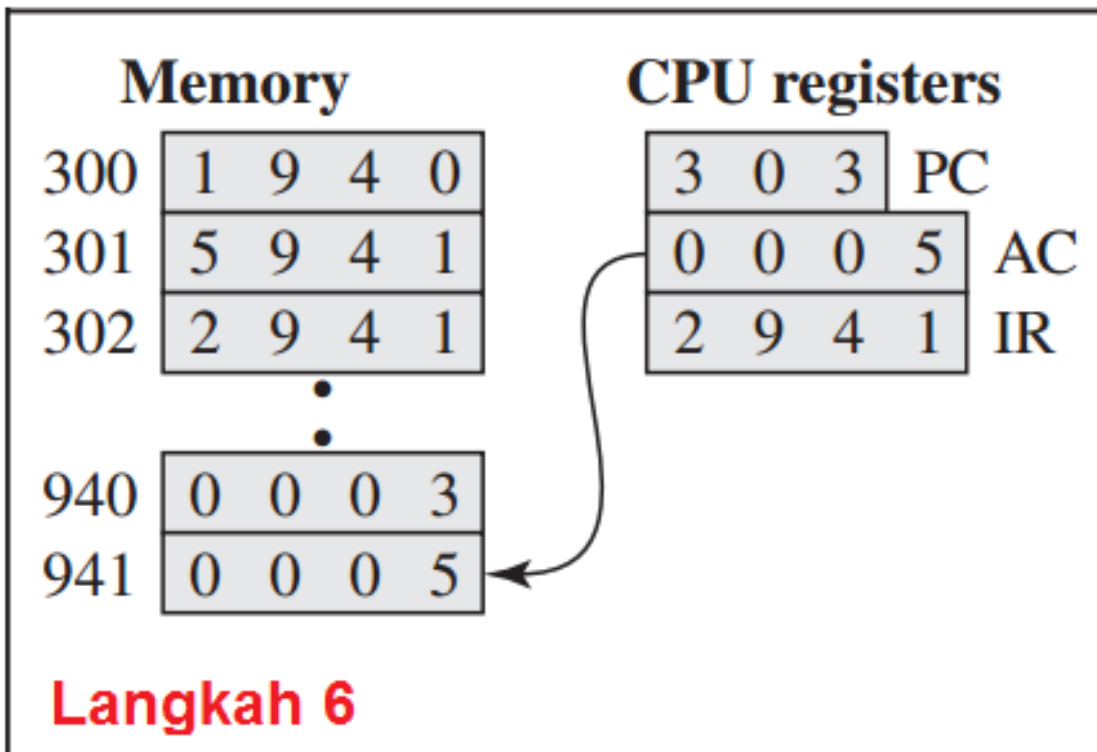 Memory CPU registers
300 1 9 4 0 3 0 3 PC
301 5 9 4 1 0 0 0 5 AC
302 2 9 4 1 2 9 4 1 IR
940 0 0 0 3
941 0 0 0 5
Langkah 6